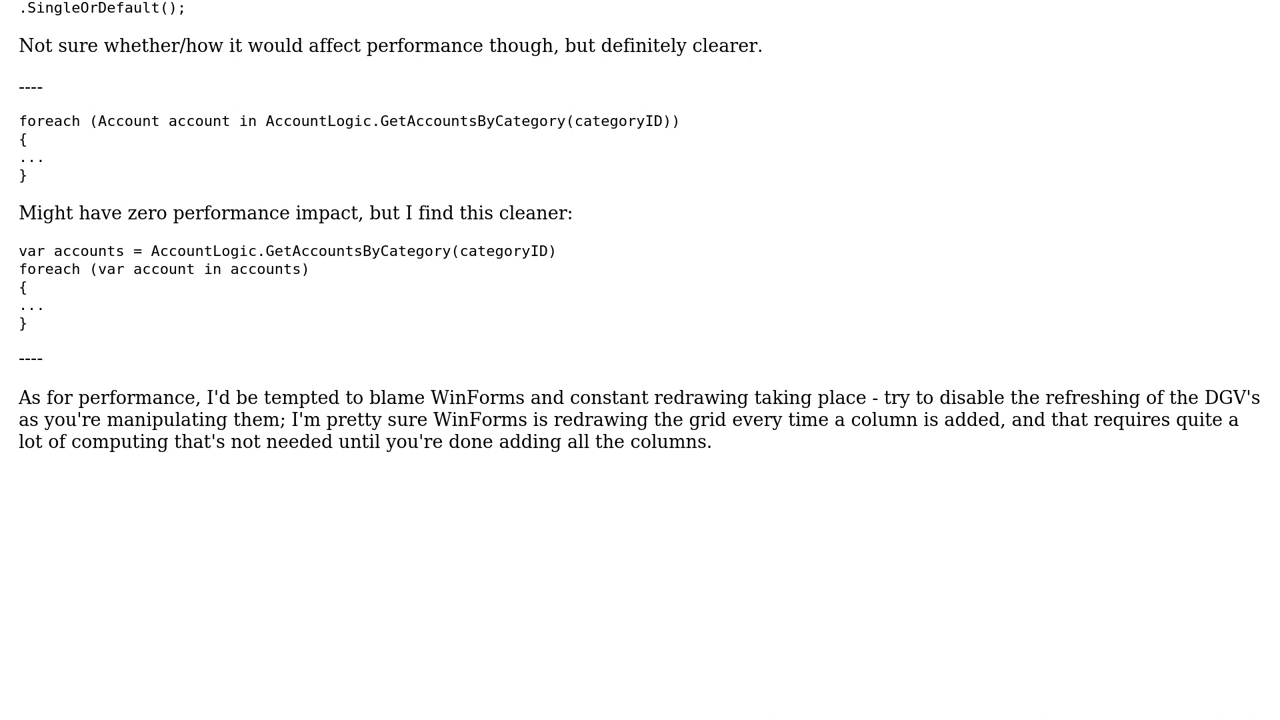 .SingleOrDefault();
Not sure whether/how it would affect performance though, but definitely clearer.
----
foreach (Account account in AccountLogic.GetAccountsByCategory(categoryID))
{
...
}
Might have zero performance impact, but I find this cleaner:
var accounts = AccountLogic.GetAccountsByCategory(categoryID)
foreach (var account in accounts)
{
...
}
----
As for performance, I'd be tempted to blame WinForms and constant redrawing taking place - try to disable the refreshing of the DGV's
as you're manipulating them; I'm pretty sure WinForms is redrawing the grid every time a column is added, and that requires quite a
lot of computing that's not needed until you're done adding all the columns.